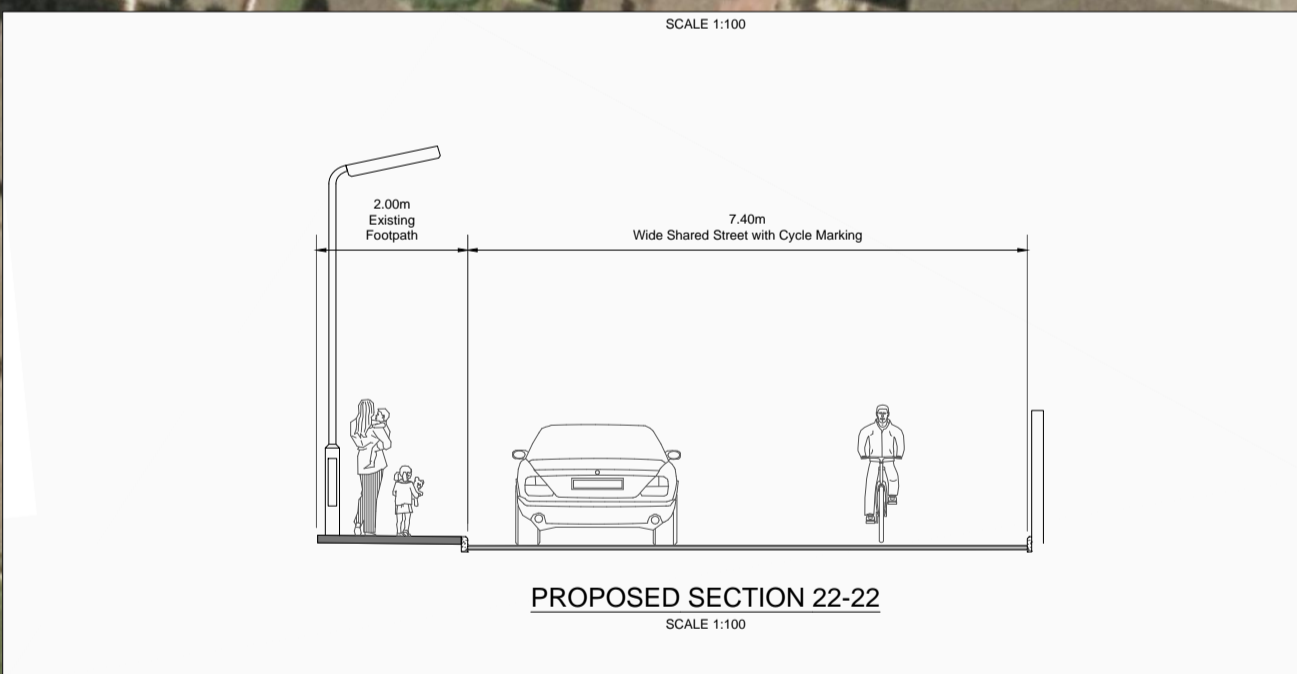 SCALE 1:100
2.00m
Existing
Footpath
7.40m
Wide Shared Street with Cycle Marking
PROPOSED SECTION 22-22
SCALE 1:100